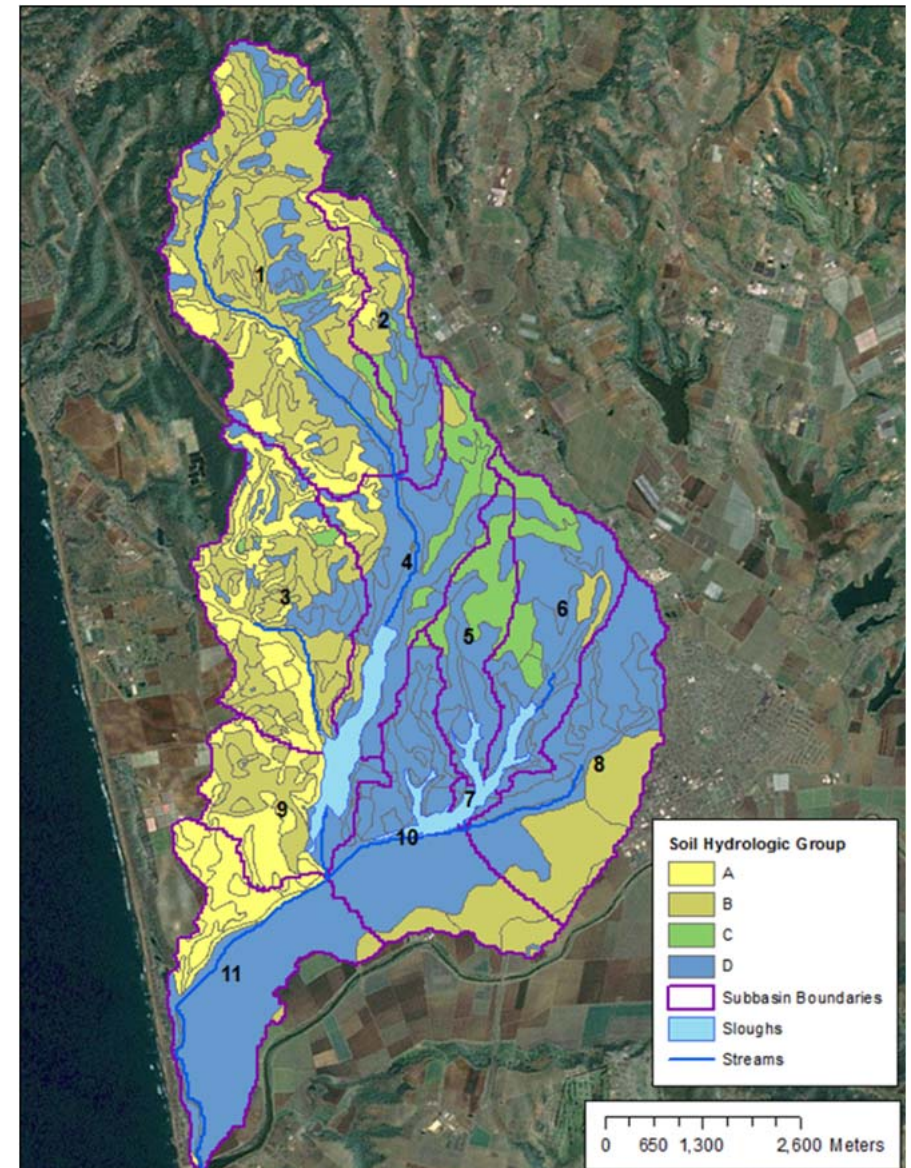 1
2
3
4
5
6
7
8
9
10
11
Soil Hydrologic Group
A
B
C
D
Subbasin Boundaries
Sloughs
Streams
0 650 1,300 2,600 Meters